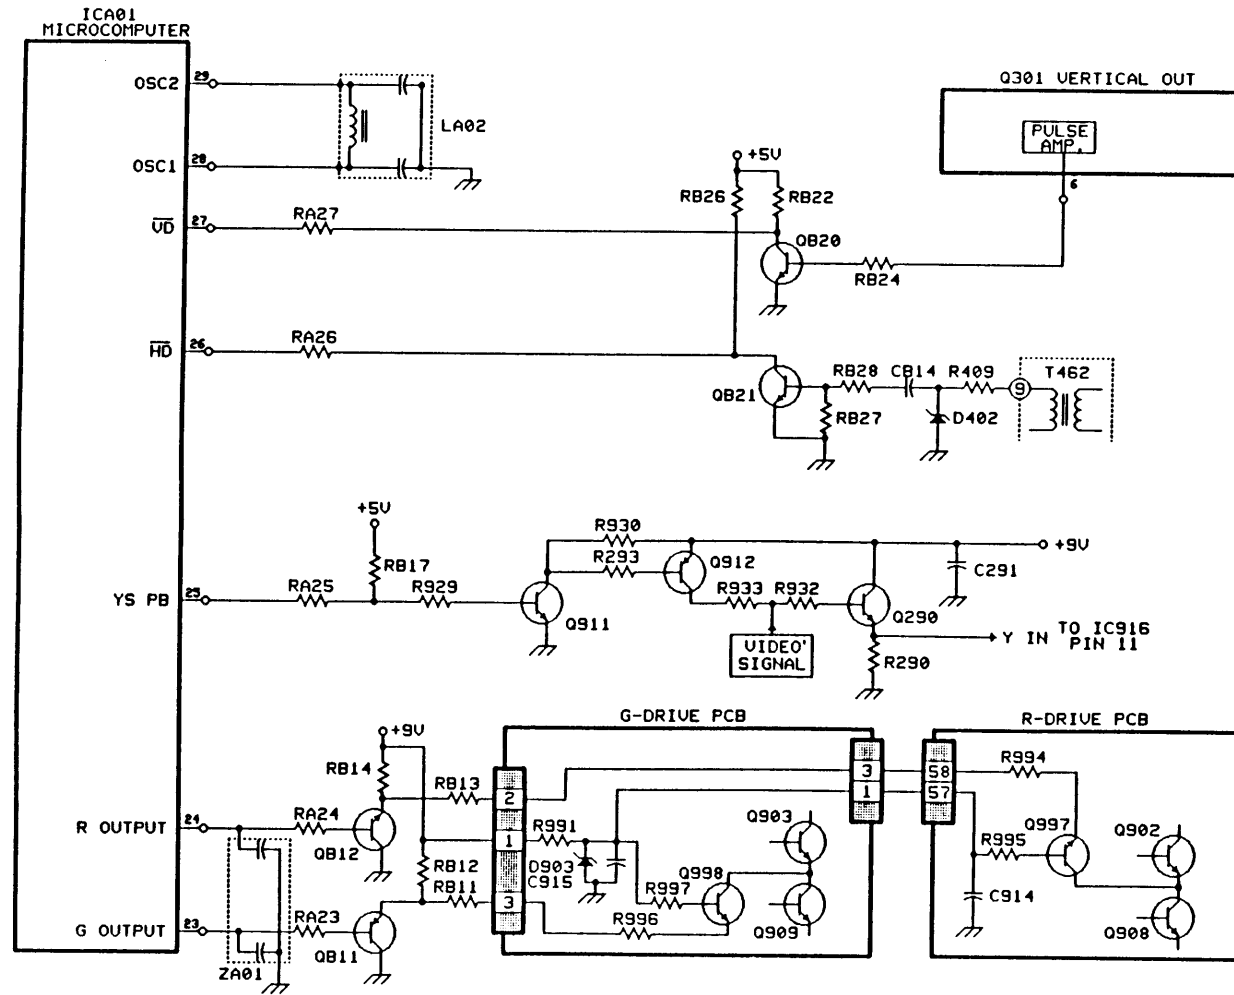 ICA01
MICROCOMPUTER
OSC2
29
LA02
OSC1
28
Q301 VERTICAL OUT
PULSE
AMP.
6
+5V
RB26
RB22
VD
27
RA27
QB20
RB24
HD
26
RA26
QB21
RB28
CB14
R409
9
T462
RB27
D402
+5V
RB17
R930
R293
Q912
+9V
C291
YS PB
25
RA25
R929
Q911
R933
R932
Q290
VIDEO
SIGNAL
R290
Y IN
TO IC916
PIN 11
G-DRIVE PCB
R-DRIVE PCB
+9V
RB14
RB13
2
3
58
R994
1
57
R OUTPUT
24
RA24
QB12
1
R991
Q903
R995
Q997
Q902
RB12
D903
C915
RB11
3
R997
Q998
C914
R996
Q909
Q908
G OUTPUT
23
RA23
QB11
ZA01